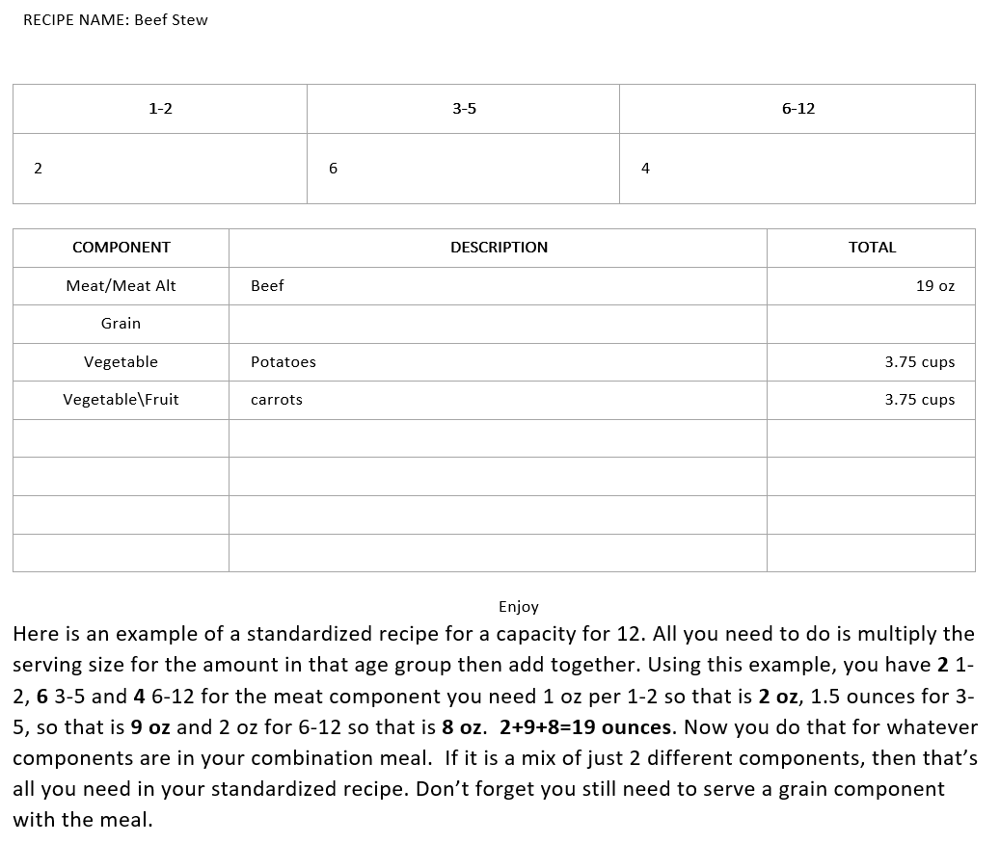 RECIPE NAME: Beef Stew
1-2 3-5 6-12
2 6 4
COMPONENT DESCRIPTION TOTAL
Meat/Meat Alt Beef 19 oz
Grain
Vegetable Potatoes 3.75 cups
Vegetable\Fruit carrots 3.75 cups
Enjoy
Here is an example of a standardized recipe for a capacity for 12. All you need to do is multiply the
serving size for the amount in that age group then add together. Using this example, you have 2 1-
2, 6 3-5 and 4 6-12 for the meat component you need 1 oz per 1-2 so that is 2 oz, 1.5 ounces for 3-
5, so that is 9 oz and 2 oz for 6-12 so that is 8 oz. 2+9+8=19 ounces. Now you do that for whatever
components are in your combination meal. If it is a mix of just 2 different components, then that’s
all you need in your standardized recipe. Don’t forget you still need to serve a grain component
with the meal.